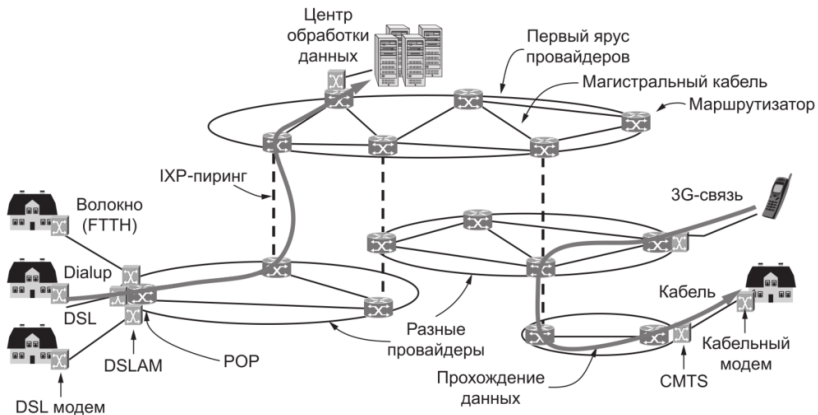 Центр
обработки
данных
Первый ярус
провайдеров
Магистральный кабель
Маршрутизатор
IXP-пиринг
3G-связь
Волокно
(FTTH)
Dialup
DSL
Кабель
Разные
провайдеры
POP
DSLAM
Прохождение
данных
CMTS
Кабельный
модем
DSL модем